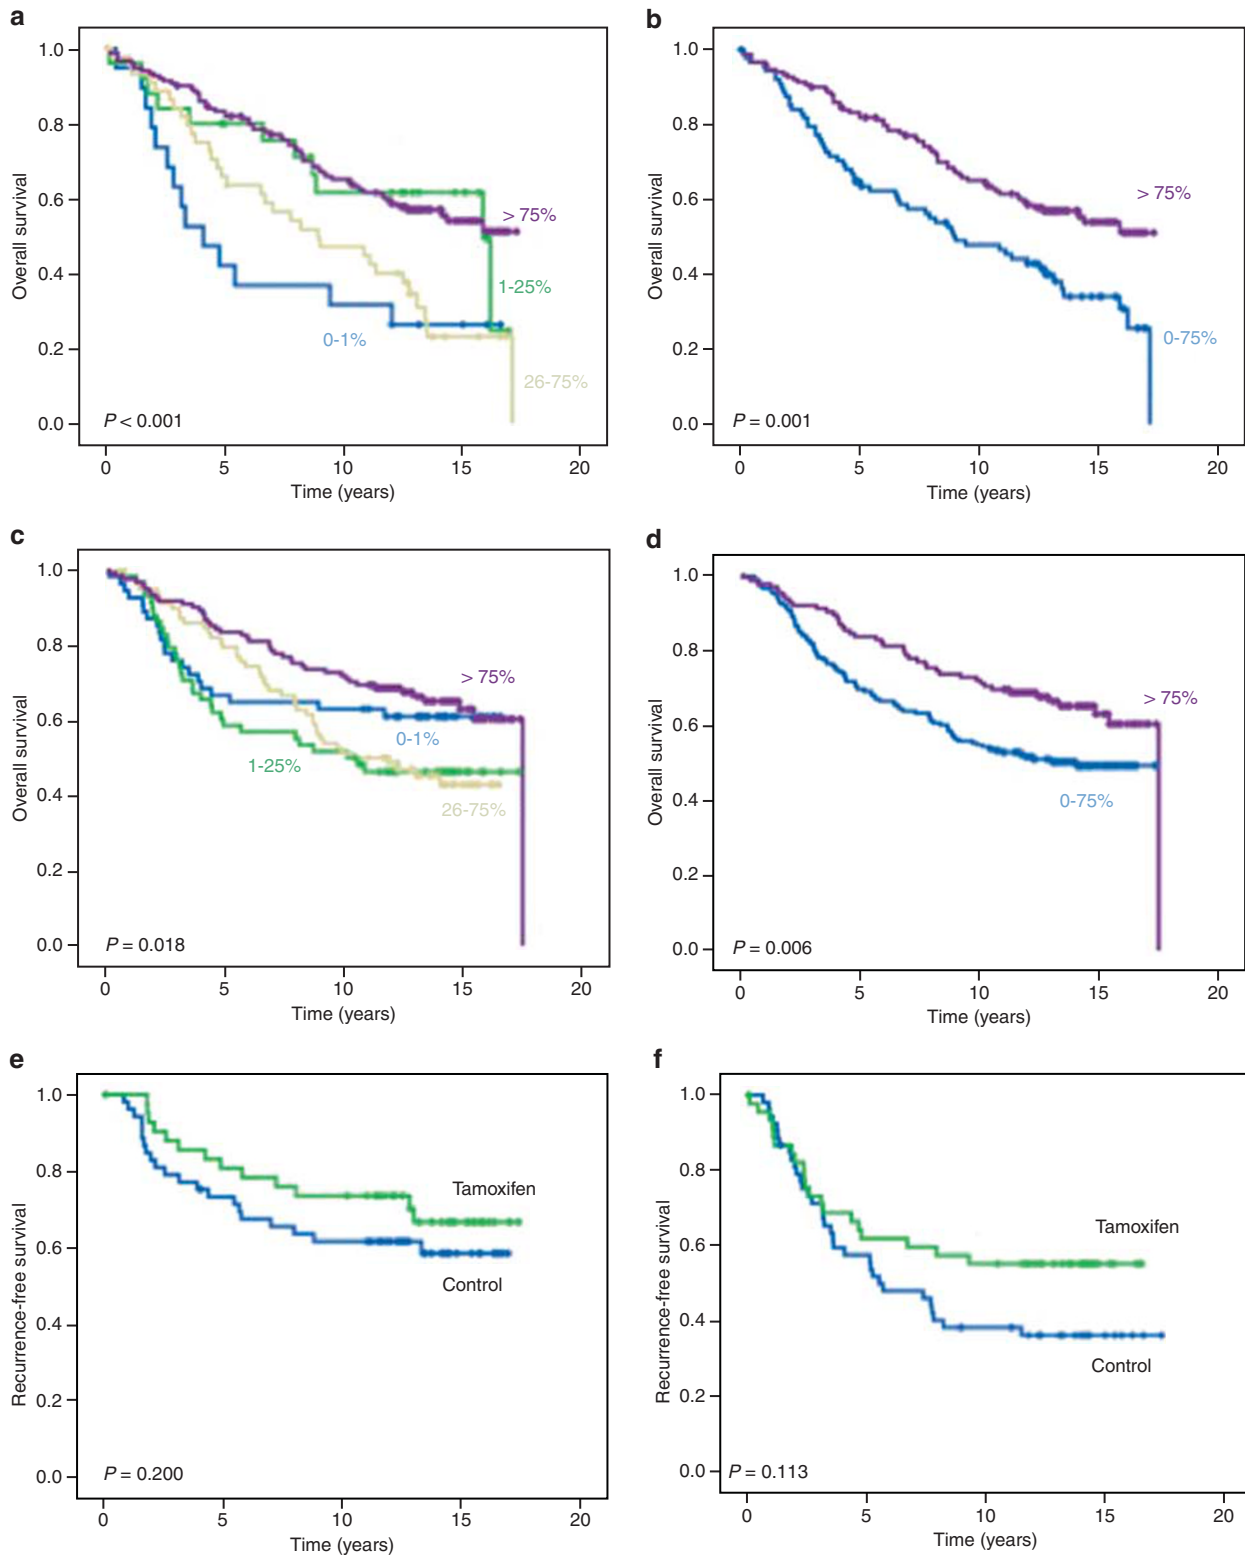 a
1.0
0.8
0.6
0.4
0.2
0.0
Overall survival
> 75%
1-25%
0-1%
26-75%
P < 0.001
0 5 10 15 20
Time (years)
b
1.0
0.8
0.6
0.4
0.2
0.0
Overall survival
> 75%
0-75%
P = 0.001
0 5 10 15 20
Time (years)
c
1.0
0.8
0.6
0.4
0.2
0.0
Overall survival
> 75%
0-1%
1-25%
26-75%
P = 0.018
0 5 10 15 20
Time (years)
d
1.0
0.8
0.6
0.4
0.2
0.0
Overall survival
> 75%
0-75%
P = 0.006
0 5 10 15 20
Time (years)
e
1.0
0.8
0.6
0.4
0.2
0.0
Recurrence-free survival
Tamoxifen
Control
P = 0.200
0 5 10 15 20
Time (years)
f
1.0
0.8
0.6
0.4
0.2
0.0
Recurrence-free survival
Tamoxifen
Control
P = 0.113
0 5 10 15 20
Time (years)